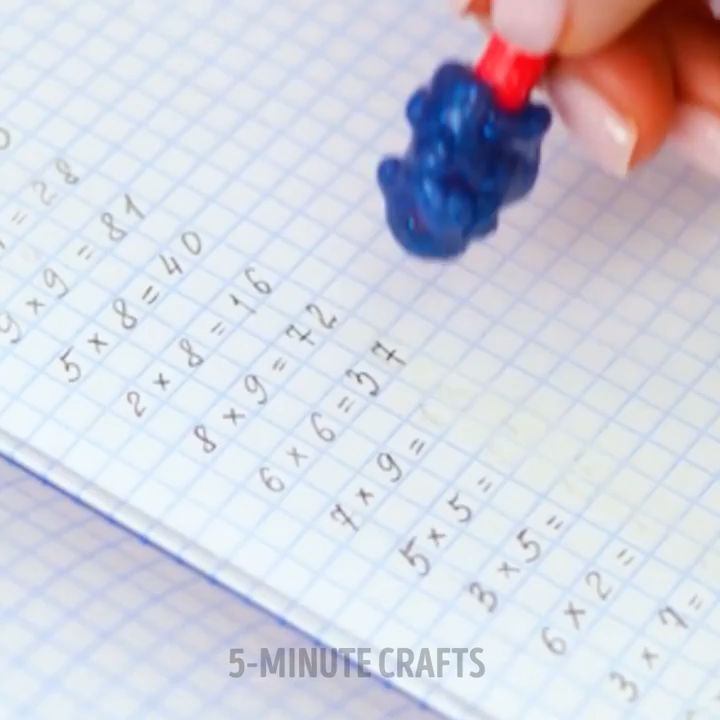 = 28
9 × 9 = 81
5 × 8 = 40
2 × 8 = 16
8 × 9 = 72
6 × 6 = 37
7 × 9 =
5 × 5 =
3 × 5 =
6 × 2 =
3 × 7 =
5-MINUTE CRAFTS